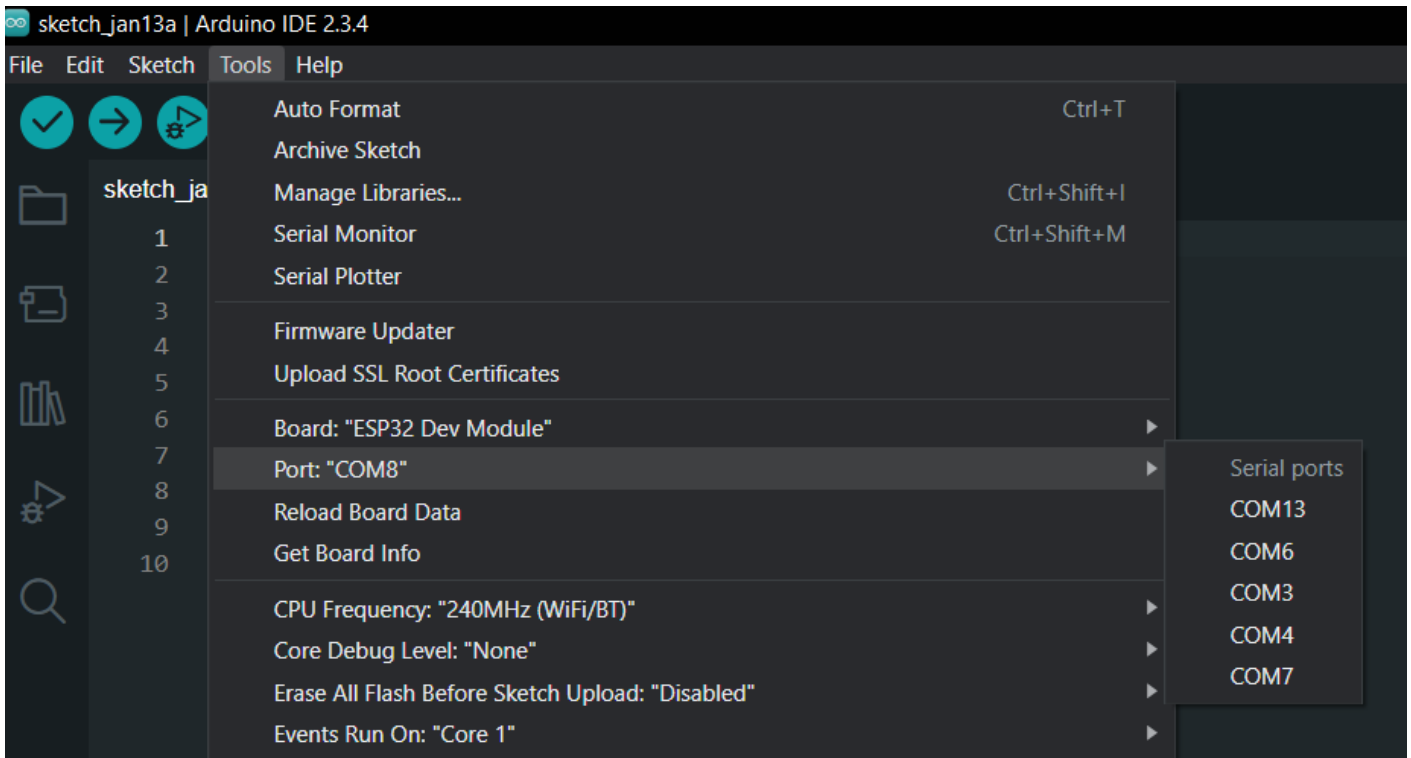 sketch_jan13a | Arduino IDE 2.3.4
File Edit Sketch Tools Help
Auto Format Ctrl+T
Archive Sketch
sketch_ja
Manage Libraries... Ctrl+Shift+I
1
Serial Monitor Ctrl+Shift+M
2
Serial Plotter
3
Firmware Updater
4
Upload SSL Root Certificates
5
6
Board: "ESP32 Dev Module"
7
Port: "COM8"
Serial ports
8
Reload Board Data
COM13
9
Get Board Info
COM6
10
COM3
CPU Frequency: "240MHz (WiFi/BT)"
COM4
Core Debug Level: "None"
COM7
Erase All Flash Before Sketch Upload: "Disabled"
Events Run On: "Core 1"